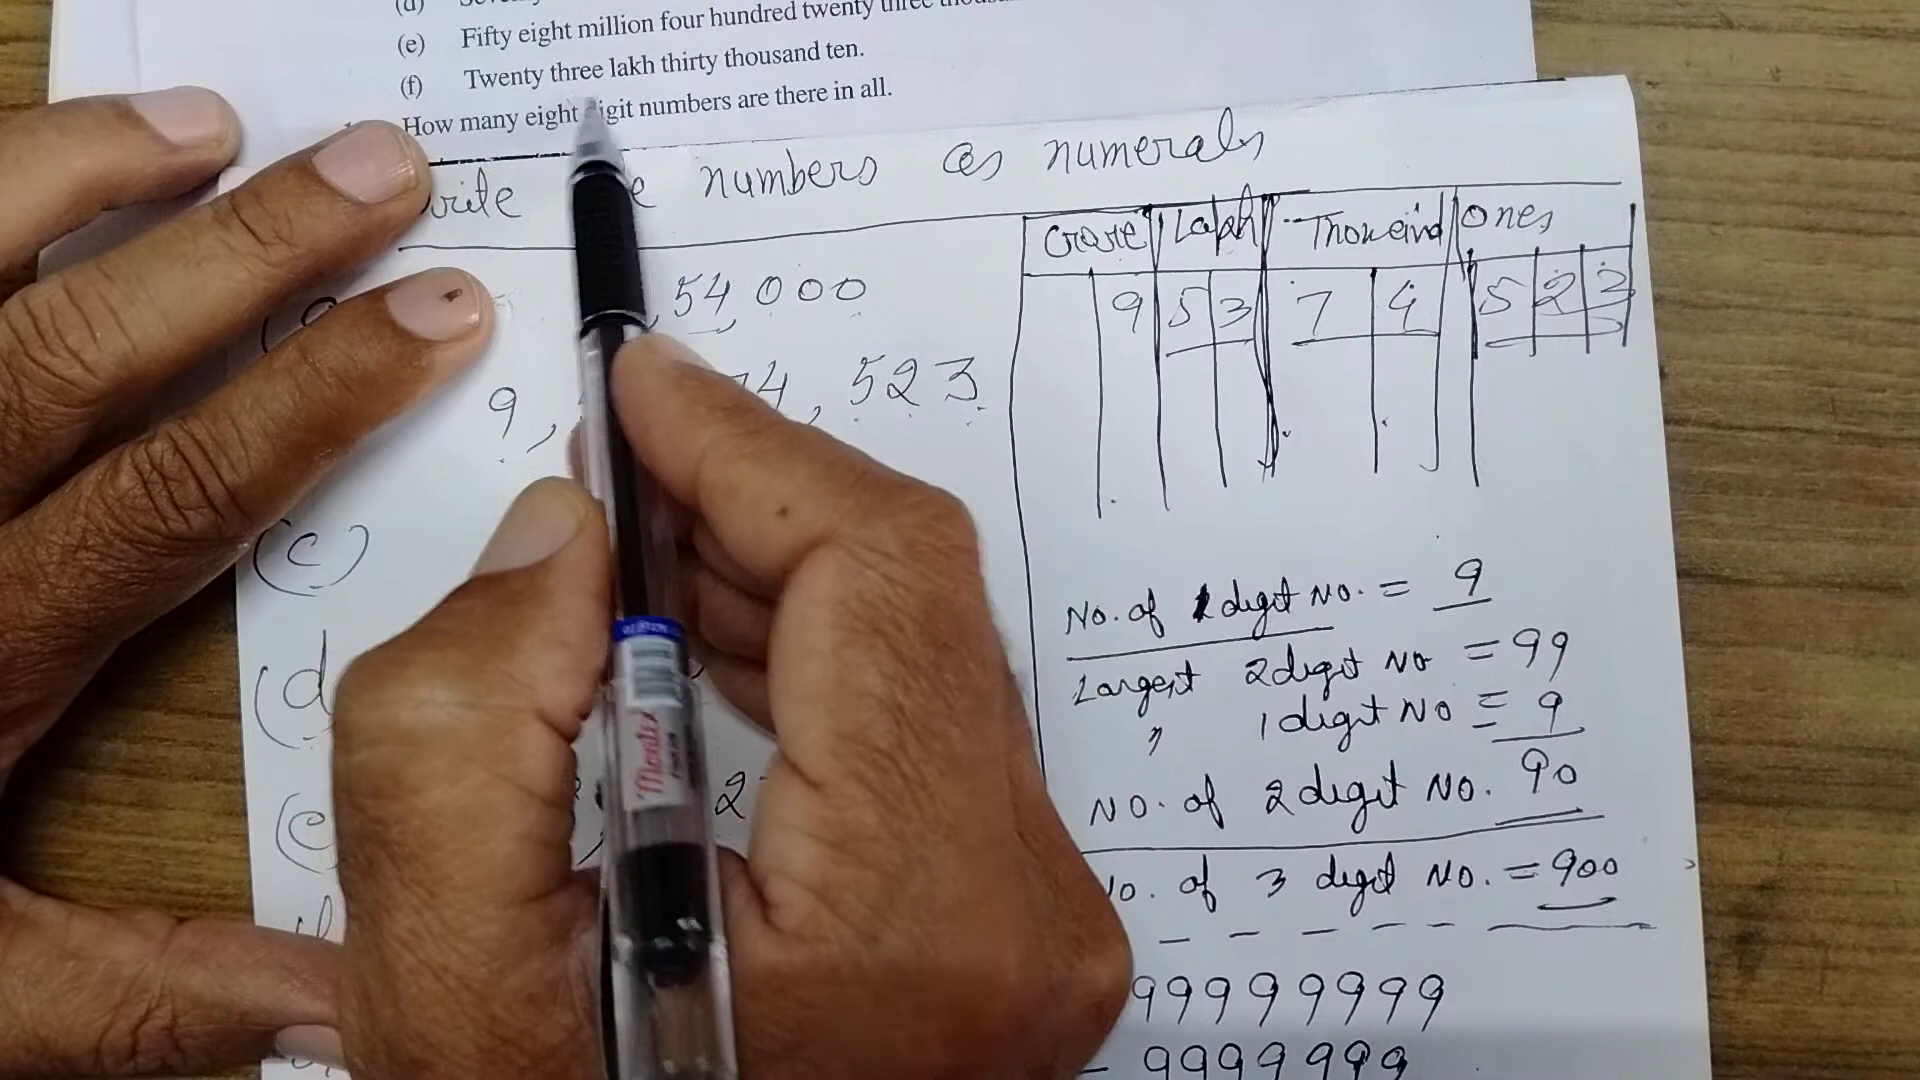 (d)
(e) Fifty eight million four hundred twenty three
(f) Twenty three lakh thirty thousand ten.
How many eight digit numbers are there in all.
numbers as numerals
Crore Lakh Thousand Ones
9 5 3 7 4 5 2 3
54 000
9, 74, 523
(c)
(d
(e
2
No. of 1 digit No. = 9
Largest 2 digit No = 99
" 1 digit No = 9
No. of 2 digit No. 90
No. of 3 digit No. = 900
99999999
- 9999999